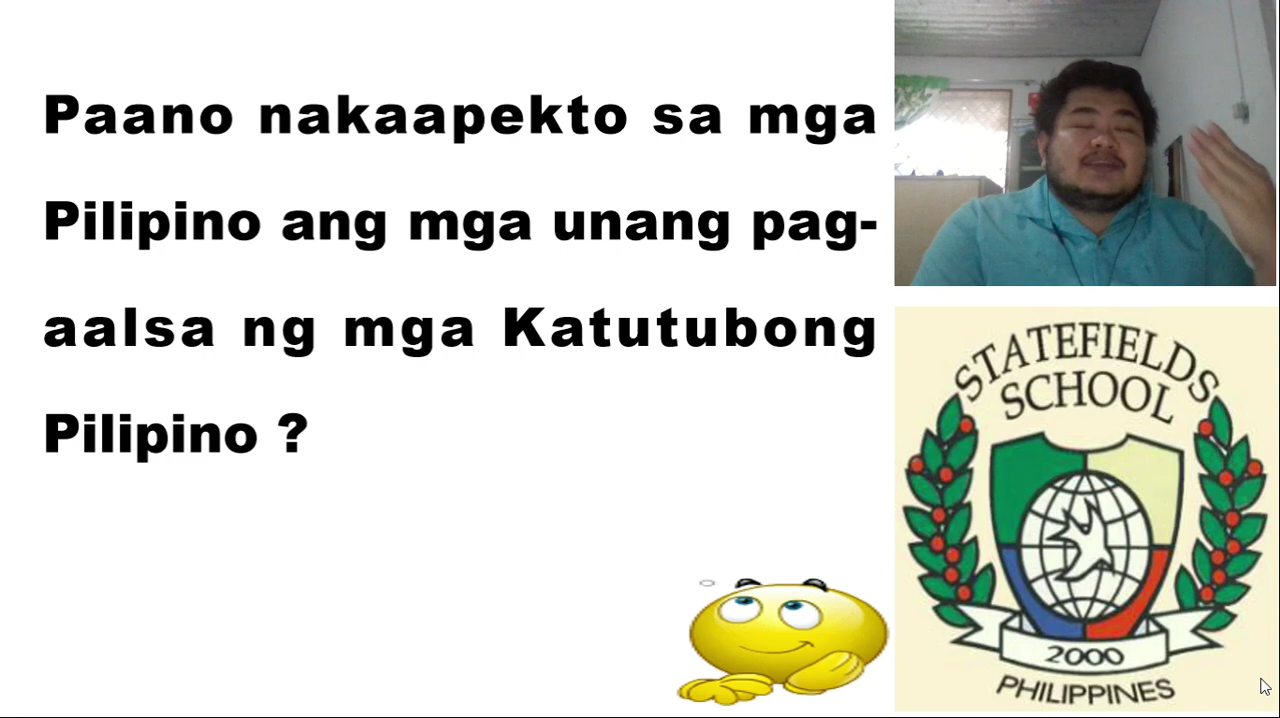 Paano nakaapekto sa mga
Pilipino ang mga unang pag-
aalsa ng mga Katutubong
Pilipino ?
STATEFIELDS
SCHOOL
2000
PHILIPPINES